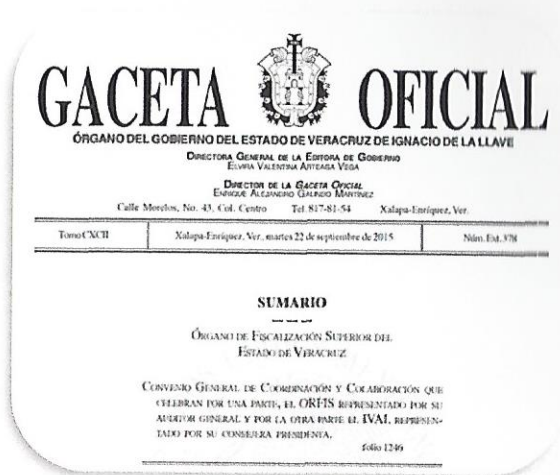 GACETA OFICIAL
ÓRGANO DEL GOBIERNO DEL ESTADO DE VERACRUZ DE IGNACIO DE LA LLAVE
DIRECTORA GENERAL DE LA EDITORA DE GOBIERNO
ELVIRA VALENTINA ARTEAGA VEGA
DIRECTOR DE LA GACETA OFICIAL
ENRIQUE ALEJANDRO GALINDO MARTÍNEZ
Calle Morelos, No. 43, Col. Centro Tel. 817-81-54 Xalapa-Enríquez, Ver.
Tomo CXCII Xalapa-Enríquez, Ver., martes 22 de septiembre de 2015 Núm. Ext. 378
SUMARIO
ÓRGANO DE FISCALIZACIÓN SUPERIOR DEL
ESTADO DE VERACRUZ
CONVENIO GENERAL DE COORDINACIÓN Y COLABORACIÓN QUE
CELEBRAN POR UNA PARTE, EL ORFIS REPRESENTADO POR SU
AUDITOR GENERAL Y POR LA OTRA PARTE EL IVAI, REPRESEN-
TADO POR SU CONSEJERA PRESIDENTA.
folio 1246